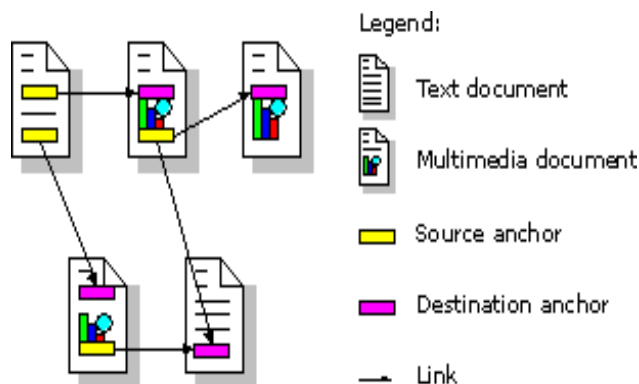 Legend:
Text document
Multimedia document
Source anchor
Destination anchor
Link